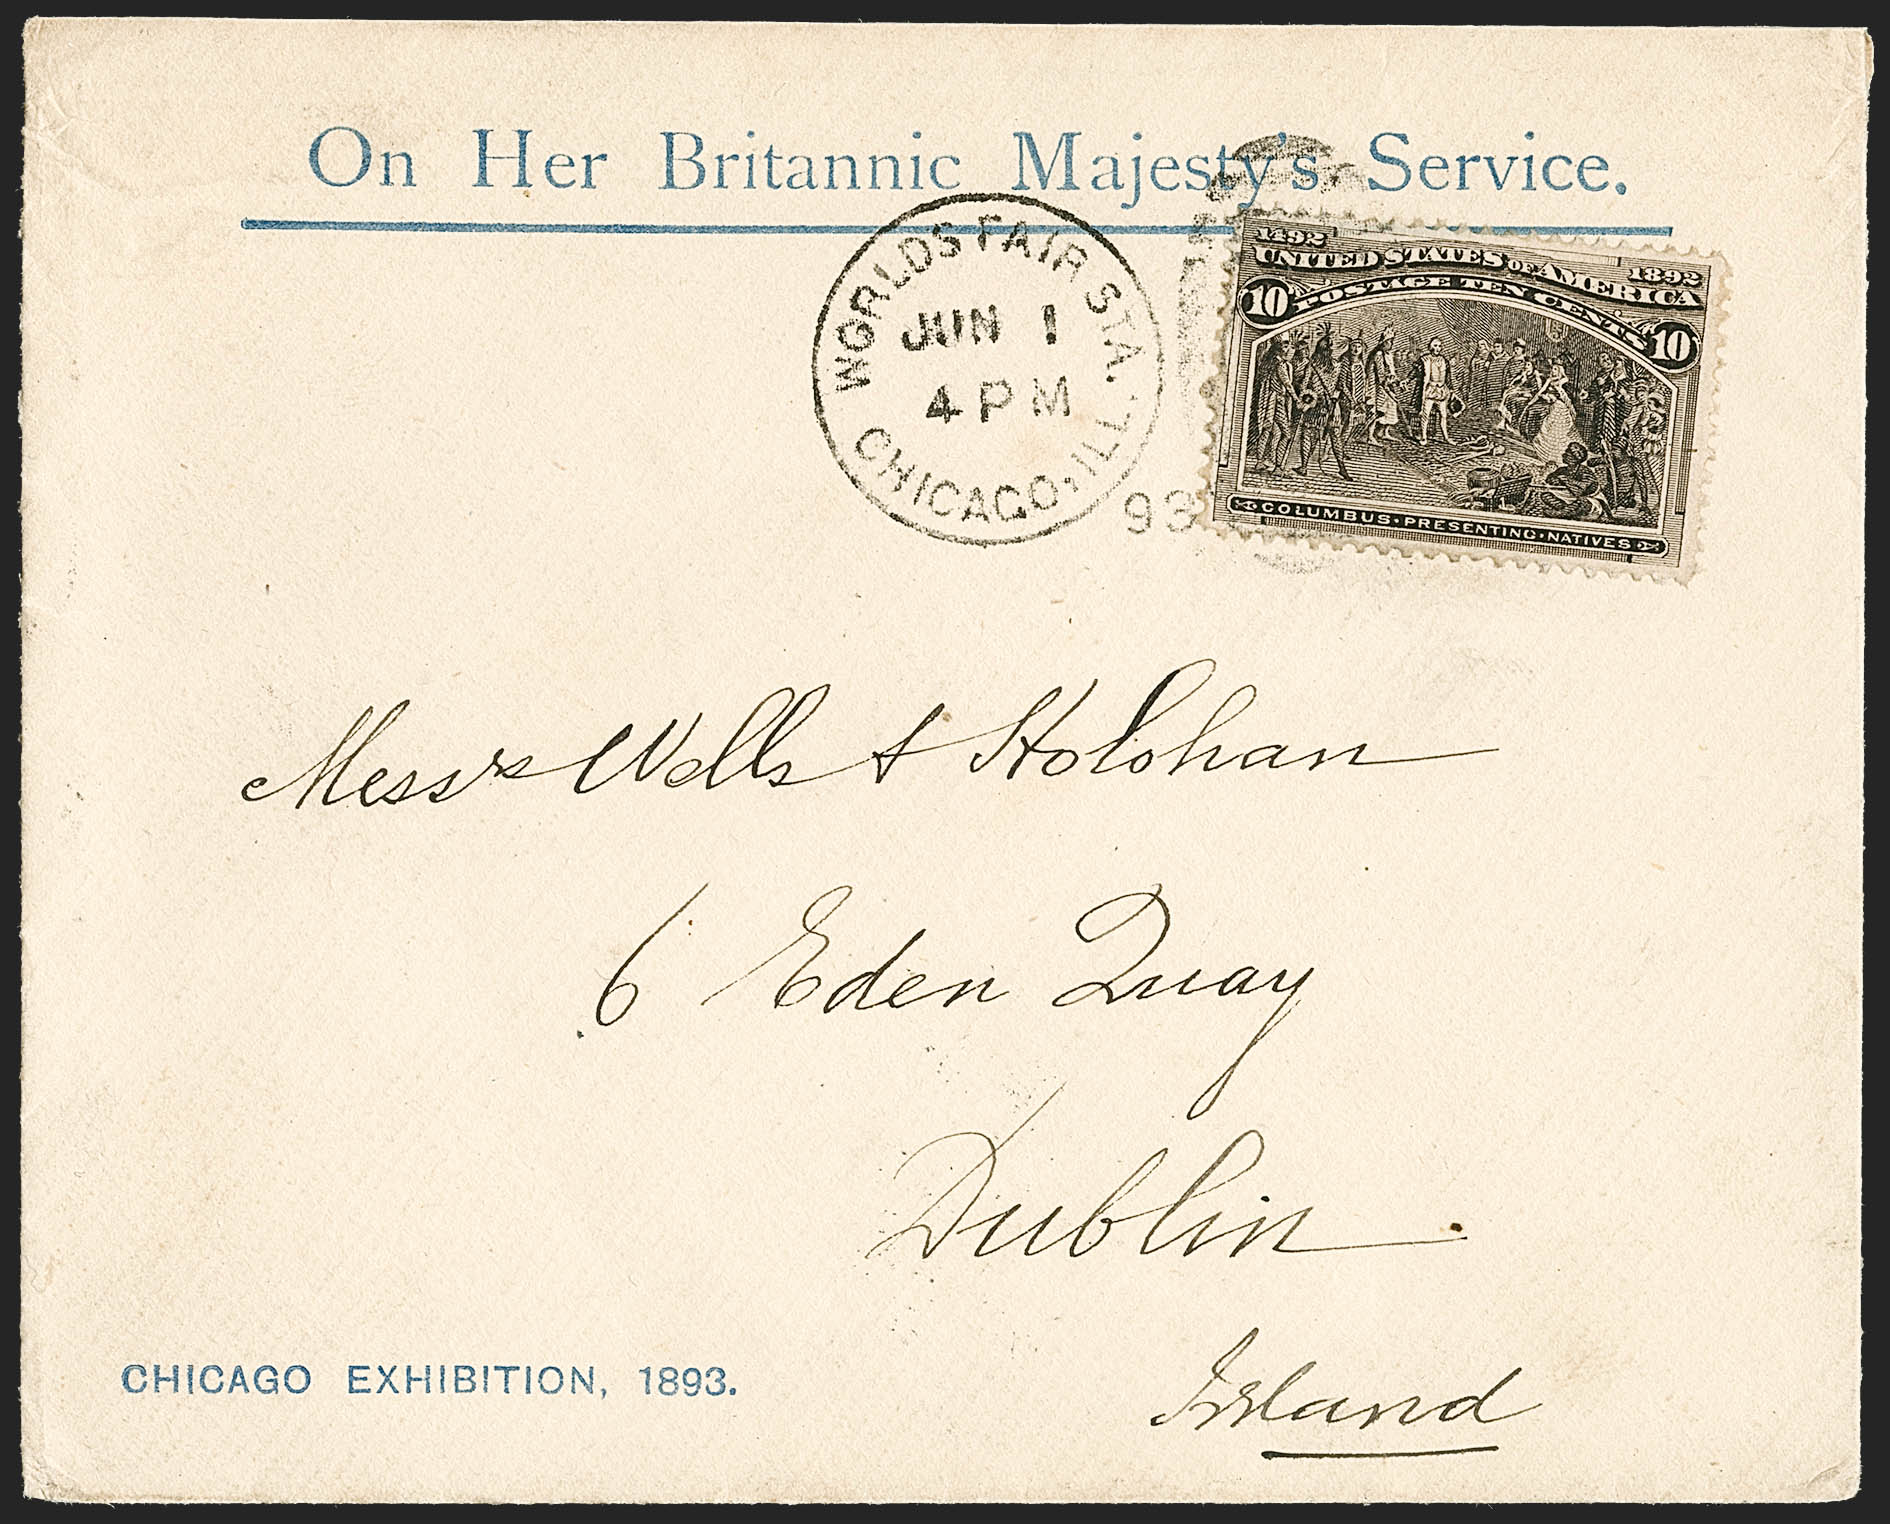 On Her Britannic Majesty's Service.
WORLDS FAIR STA.
JUN 1
4 PM
CHICAGO, ILL.
93
1492
1892
UNITED STATES OF AMERICA
POSTAGE TEN CENTS
10
10
COLUMBUS·PRESENTING·NATIVES
Messrs Wells & Holohan
6 Eden Quay
Dublin
Irland
CHICAGO EXHIBITION, 1893.